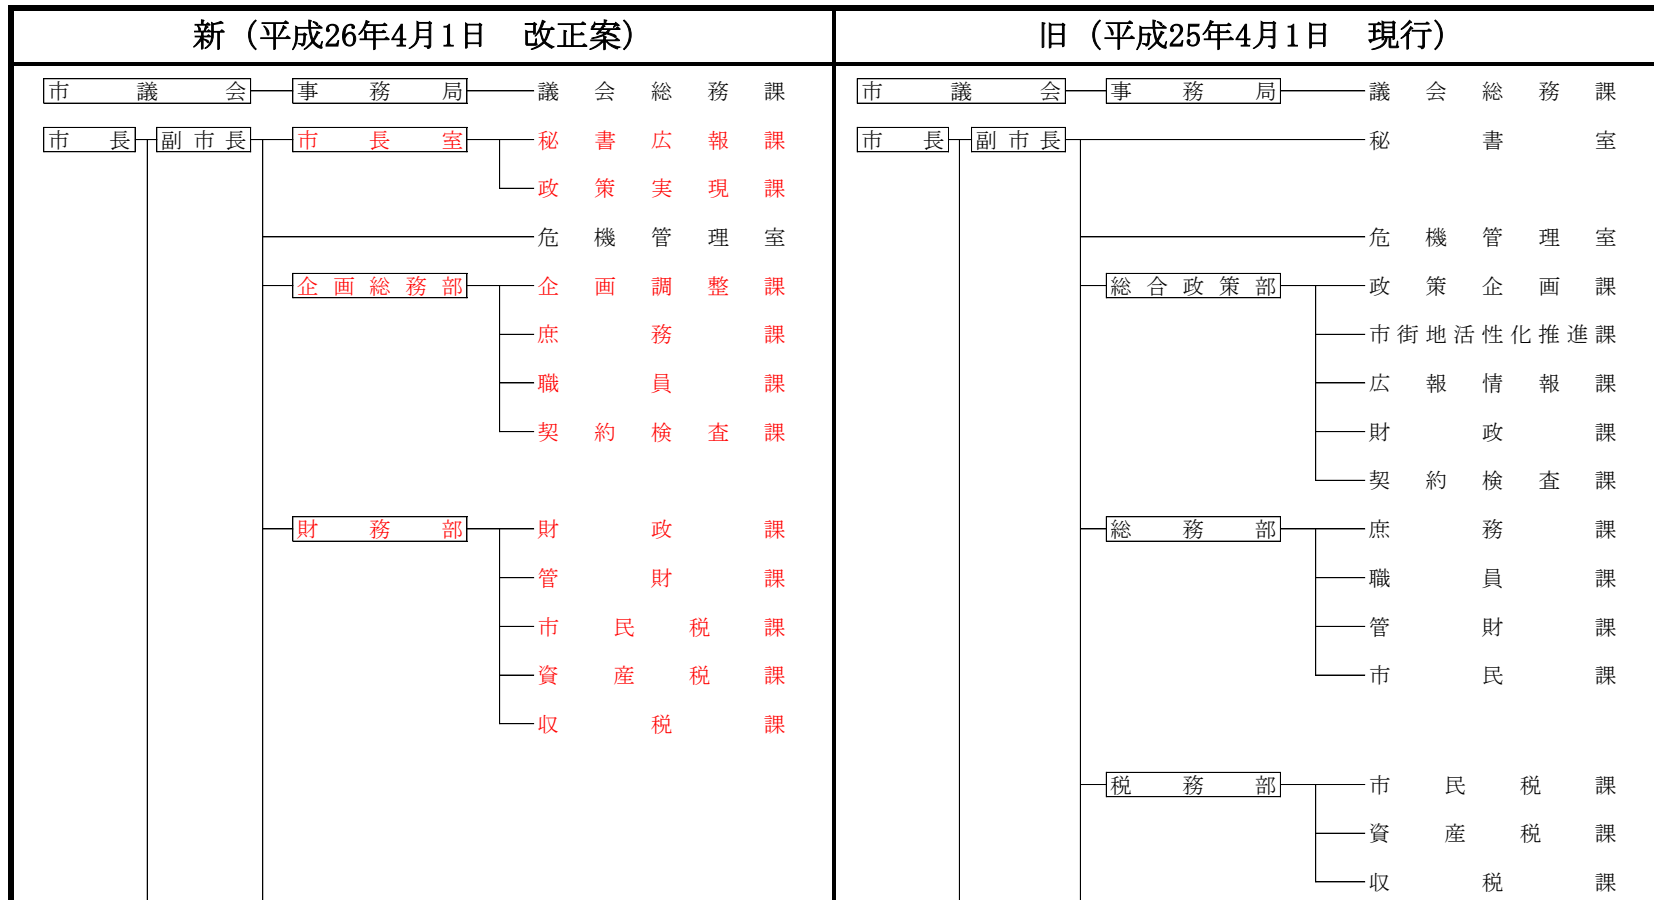 新（平成26年4月1日　改正案）
市議会　事務局　議会総務課
市長　副市長　市長室　秘書広報課
政策実現課
危機管理室
企画総務部　企画調整課
庶務課
職員課
契約検査課
財務部　財政課
管財課
市民税課
資産税課
収税課
旧（平成25年4月1日　現行）
市議会　事務局　議会総務課
市長　副市長　秘書室
危機管理室
総合政策部　政策企画課
市街地活性化推進課
広報情報課
財政課
契約検査課
総務部　庶務課
職員課
管財課
市民課
税務部　市民税課
資産税課
収税課